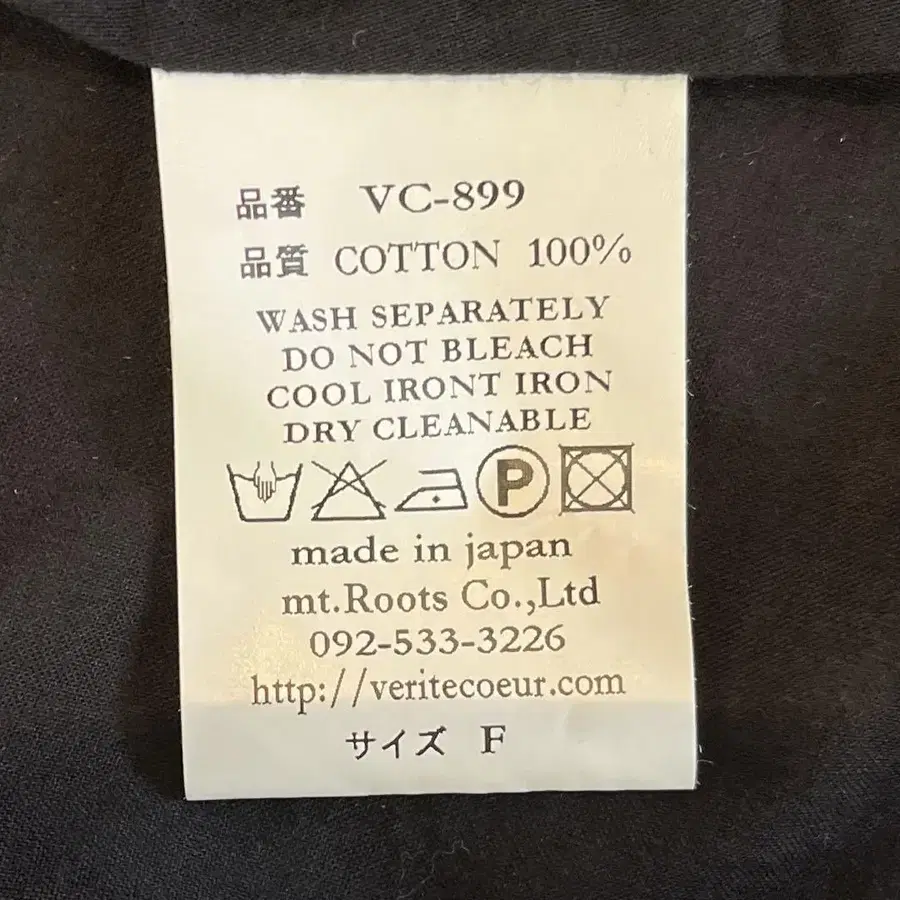 品番 VC-899
品質 COTTON 100%
WASH SEPARATELY
DO NOT BLEACH
COOL IRONT IRON
DRY CLEANABLE
P
made in japan
mt.Roots Co.,Ltd
092-533-3226
http://veritecoeur.com
サイズ F